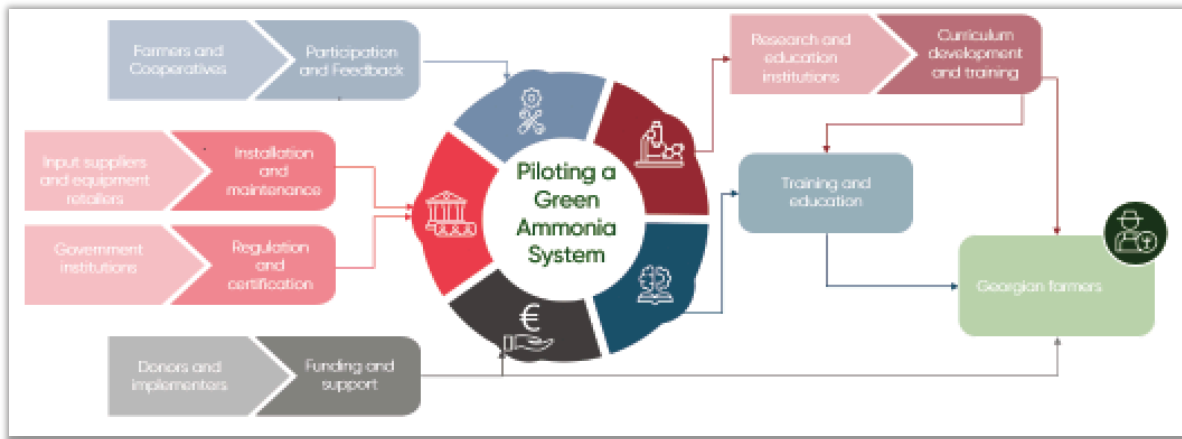 Farmers and
Cooperatives
Participation
and Feedback
Research and
education
institutions
Curriculum
development
and training
Input suppliers
and equipment
retailers
Installation
and
maintenance
Piloting a
Green
Ammonia
System
Training and
education
Government
institutions
Regulation
and
certification
Georgian farmers
€
Donors and
implementers
Funding and
support